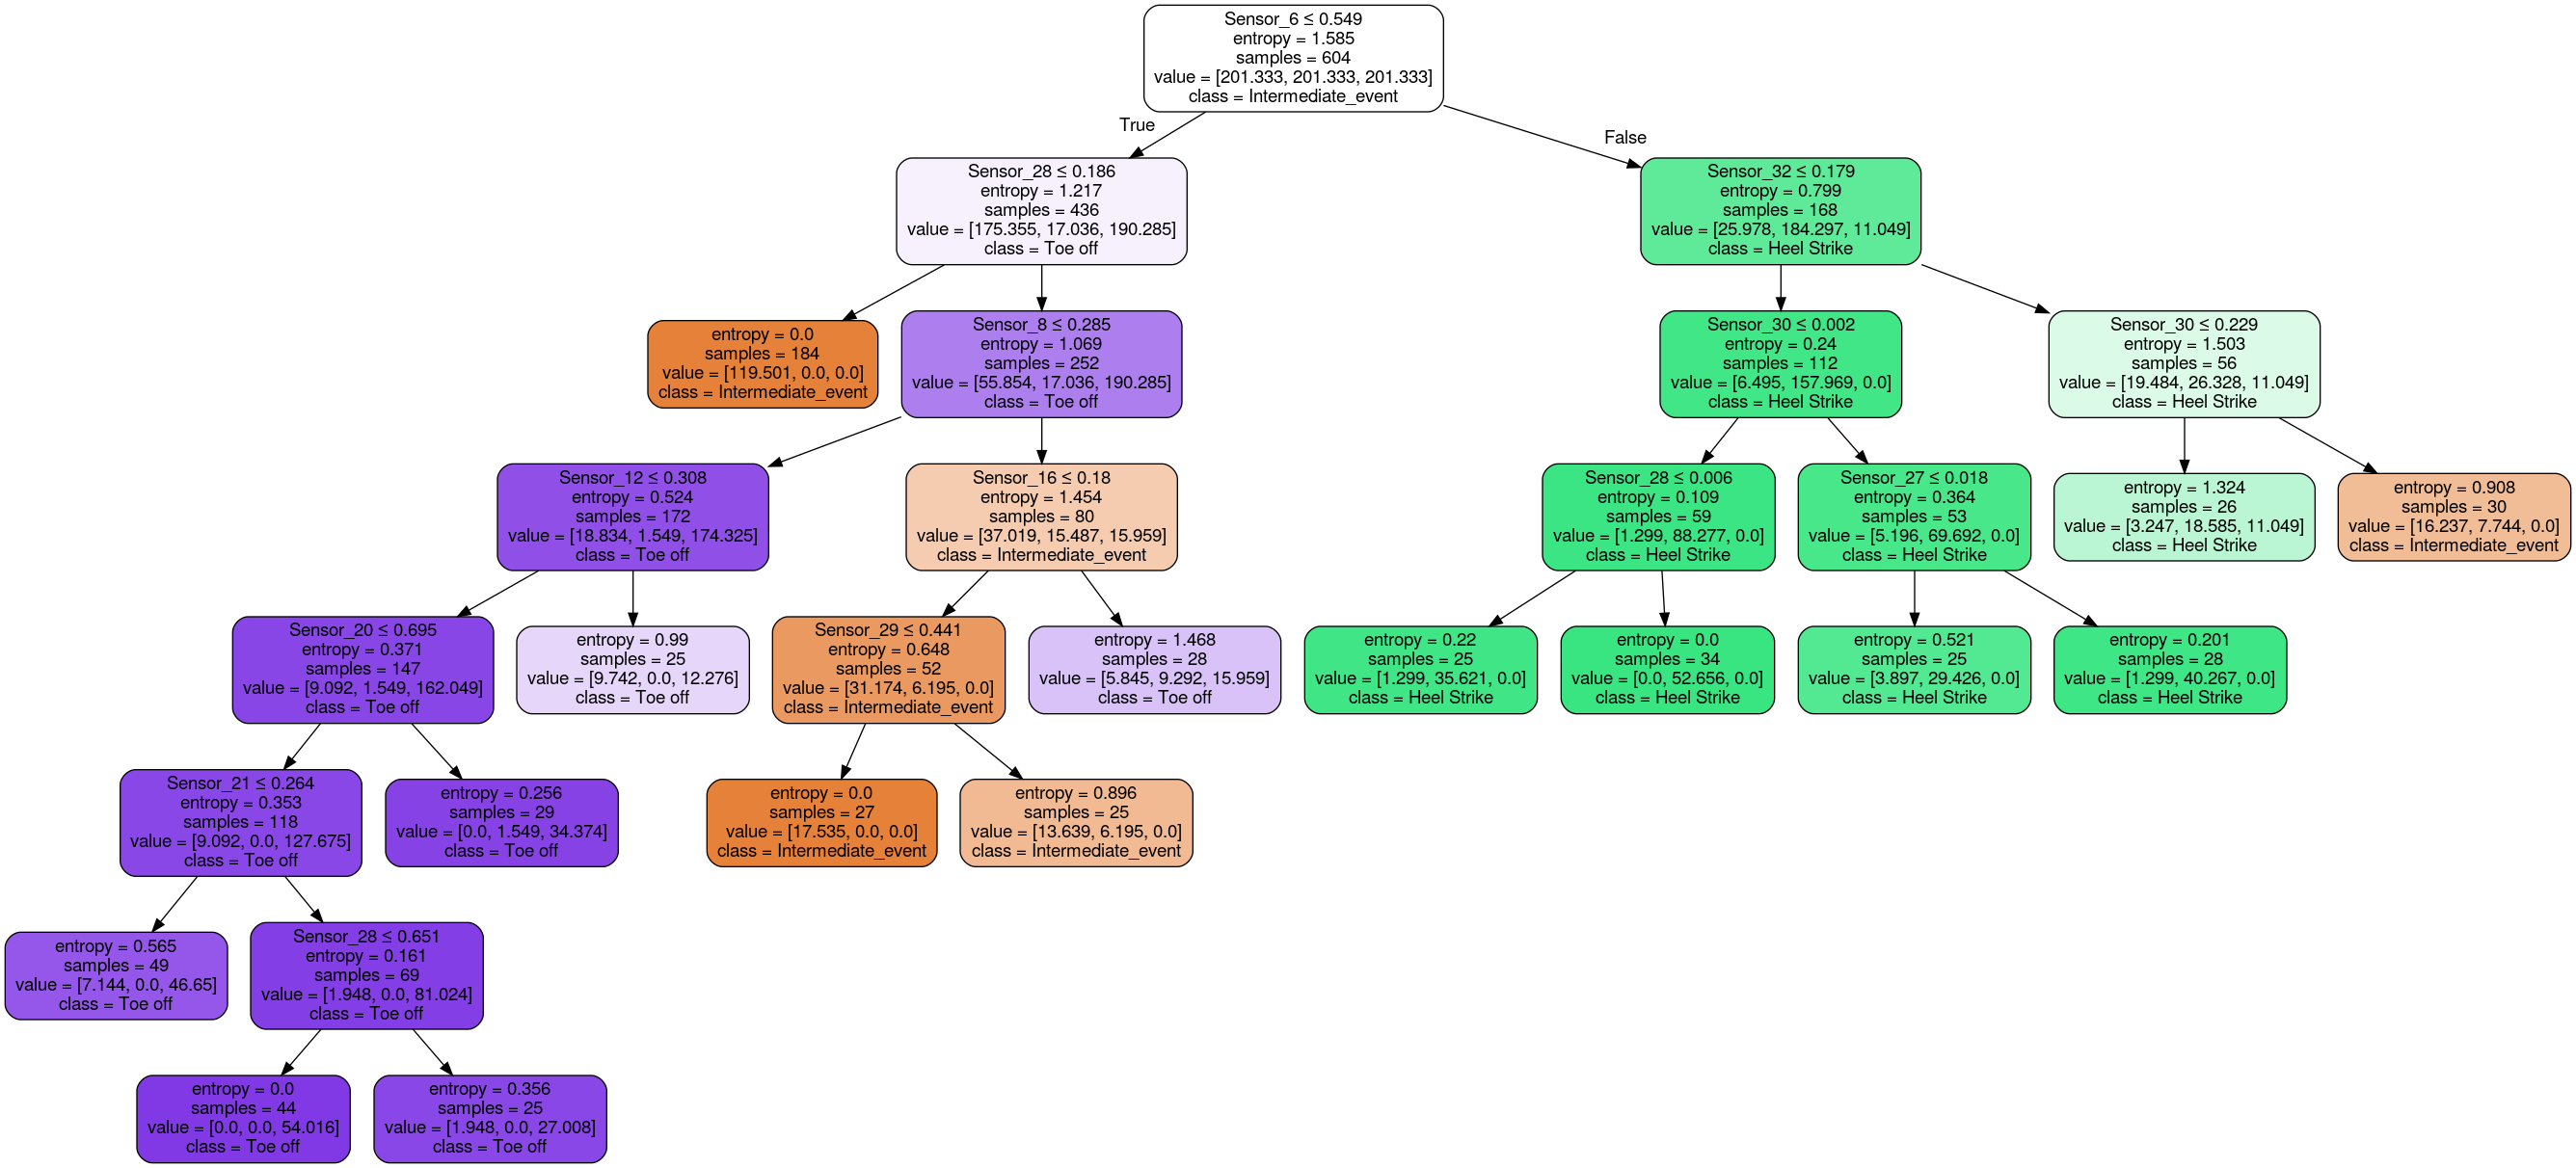 Sensor_6 ≤ 0.549
entropy = 1.585
samples = 604
value = [201.333, 201.333, 201.333]
class = Intermediate_event
True
False
Sensor_28 ≤ 0.186
entropy = 1.217
samples = 436
value = [175.355, 17.036, 190.285]
class = Toe off
Sensor_32 ≤ 0.179
entropy = 0.799
samples = 168
value = [25.978, 184.297, 11.049]
class = Heel Strike
entropy = 0.0
samples = 184
value = [119.501, 0.0, 0.0]
class = Intermediate_event
Sensor_8 ≤ 0.285
entropy = 1.069
samples = 252
value = [55.854, 17.036, 190.285]
class = Toe off
Sensor_30 ≤ 0.002
entropy = 0.24
samples = 112
value = [6.495, 157.969, 0.0]
class = Heel Strike
Sensor_30 ≤ 0.229
entropy = 1.503
samples = 56
value = [19.484, 26.328, 11.049]
class = Heel Strike
Sensor_12 ≤ 0.308
entropy = 0.524
samples = 172
value = [18.834, 1.549, 174.325]
class = Toe off
Sensor_16 ≤ 0.18
entropy = 1.454
samples = 80
value = [37.019, 15.487, 15.959]
class = Intermediate_event
Sensor_28 ≤ 0.006
entropy = 0.109
samples = 59
value = [1.299, 88.277, 0.0]
class = Heel Strike
Sensor_27 ≤ 0.018
entropy = 0.364
samples = 53
value = [5.196, 69.692, 0.0]
class = Heel Strike
entropy = 1.324
samples = 26
value = [3.247, 18.585, 11.049]
class = Heel Strike
entropy = 0.908
samples = 30
value = [16.237, 7.744, 0.0]
class = Intermediate_event
Sensor_20 ≤ 0.695
entropy = 0.371
samples = 147
value = [9.092, 1.549, 162.049]
class = Toe off
entropy = 0.99
samples = 25
value = [9.742, 0.0, 12.276]
class = Toe off
Sensor_29 ≤ 0.441
entropy = 0.648
samples = 52
value = [31.174, 6.195, 0.0]
class = Intermediate_event
entropy = 1.468
samples = 28
value = [5.845, 9.292, 15.959]
class = Toe off
entropy = 0.22
samples = 25
value = [1.299, 35.621, 0.0]
class = Heel Strike
entropy = 0.0
samples = 34
value = [0.0, 52.656, 0.0]
class = Heel Strike
entropy = 0.521
samples = 25
value = [3.897, 29.426, 0.0]
class = Heel Strike
entropy = 0.201
samples = 28
value = [1.299, 40.267, 0.0]
class = Heel Strike
Sensor_21 ≤ 0.264
entropy = 0.353
samples = 118
value = [9.092, 0.0, 127.675]
class = Toe off
entropy = 0.256
samples = 29
value = [0.0, 1.549, 34.374]
class = Toe off
entropy = 0.0
samples = 27
value = [17.535, 0.0, 0.0]
class = Intermediate_event
entropy = 0.896
samples = 25
value = [13.639, 6.195, 0.0]
class = Intermediate_event
entropy = 0.565
samples = 49
value = [7.144, 0.0, 46.65]
class = Toe off
Sensor_28 ≤ 0.651
entropy = 0.161
samples = 69
value = [1.948, 0.0, 81.024]
class = Toe off
entropy = 0.0
samples = 44
value = [0.0, 0.0, 54.016]
class = Toe off
entropy = 0.356
samples = 25
value = [1.948, 0.0, 27.008]
class = Toe off